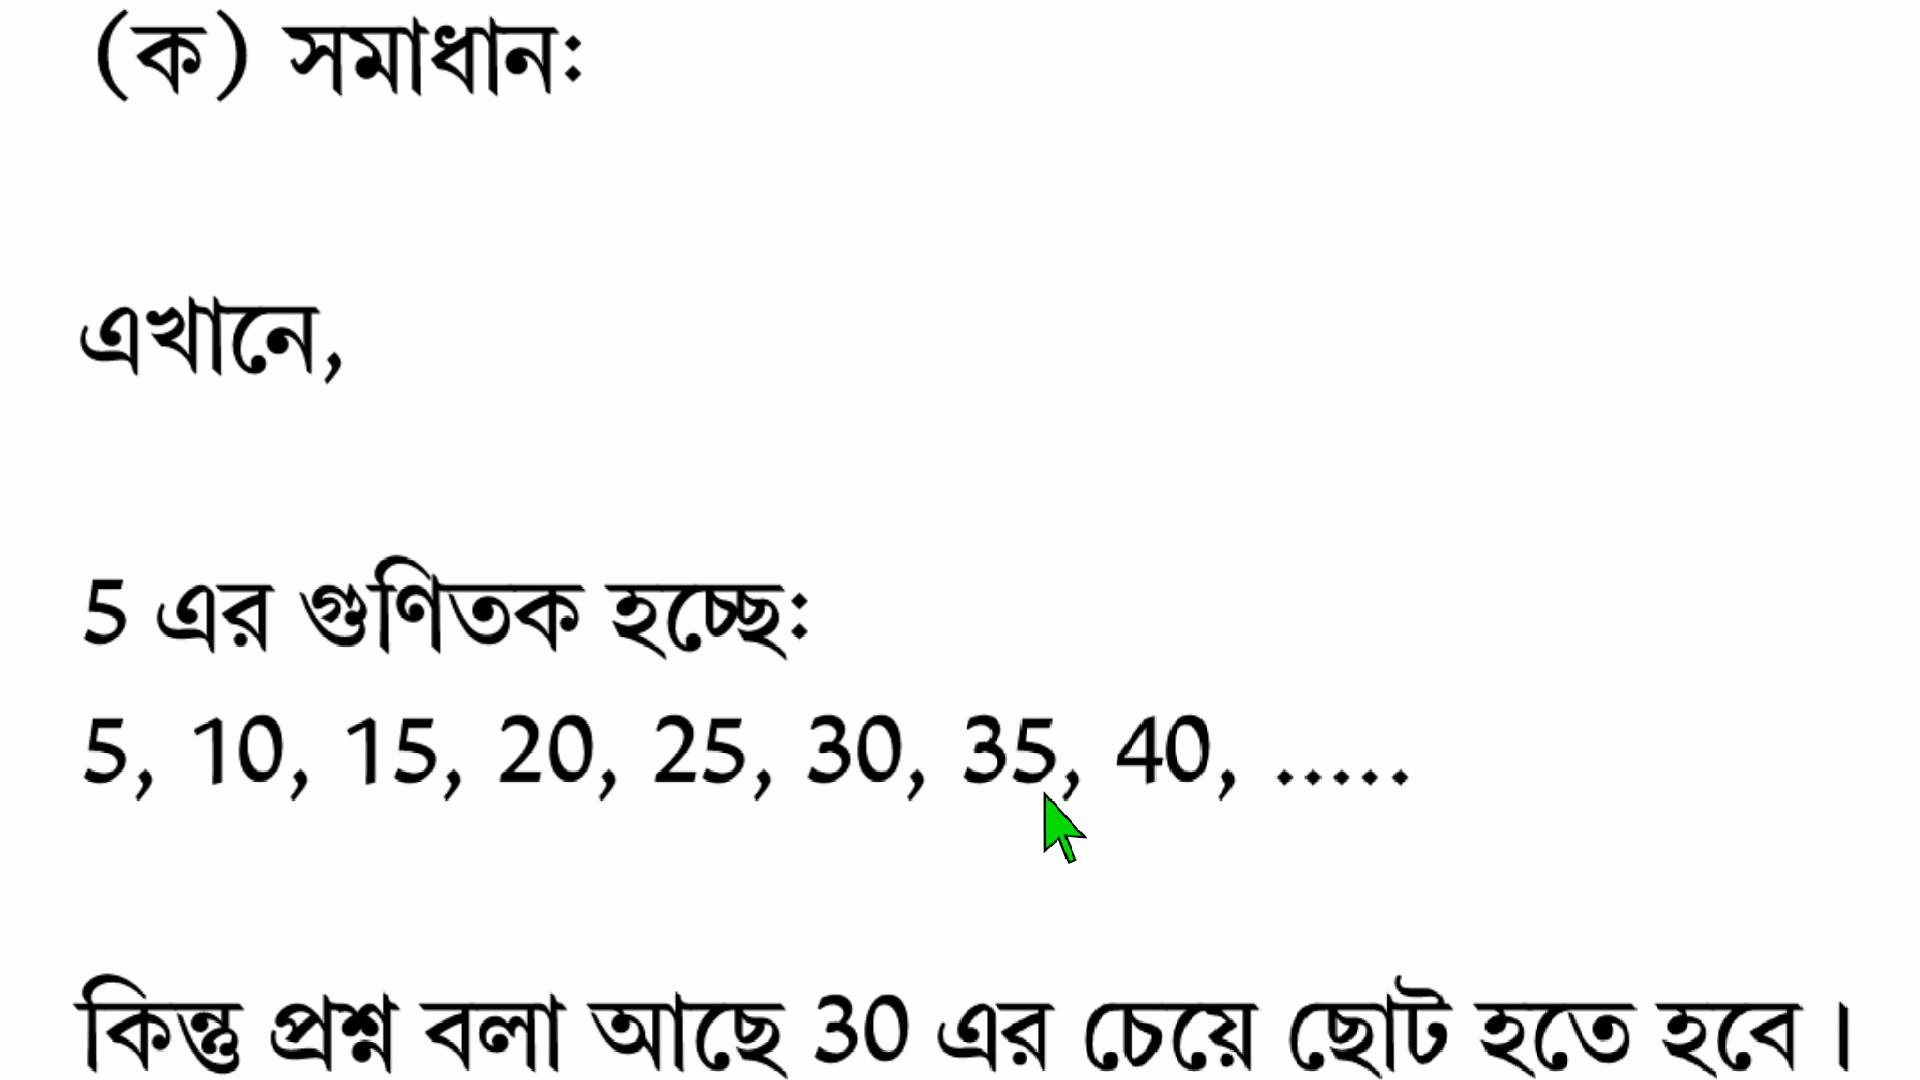 (ক) সমাধান:
এখানে,
5 এর গুণিতক হচ্ছে:
5, 10, 15, 20, 25, 30, 35, 40, .....
কিন্তু প্রশ্ন বলা আছে 30 এর চেয়ে ছোট হতে হবে।